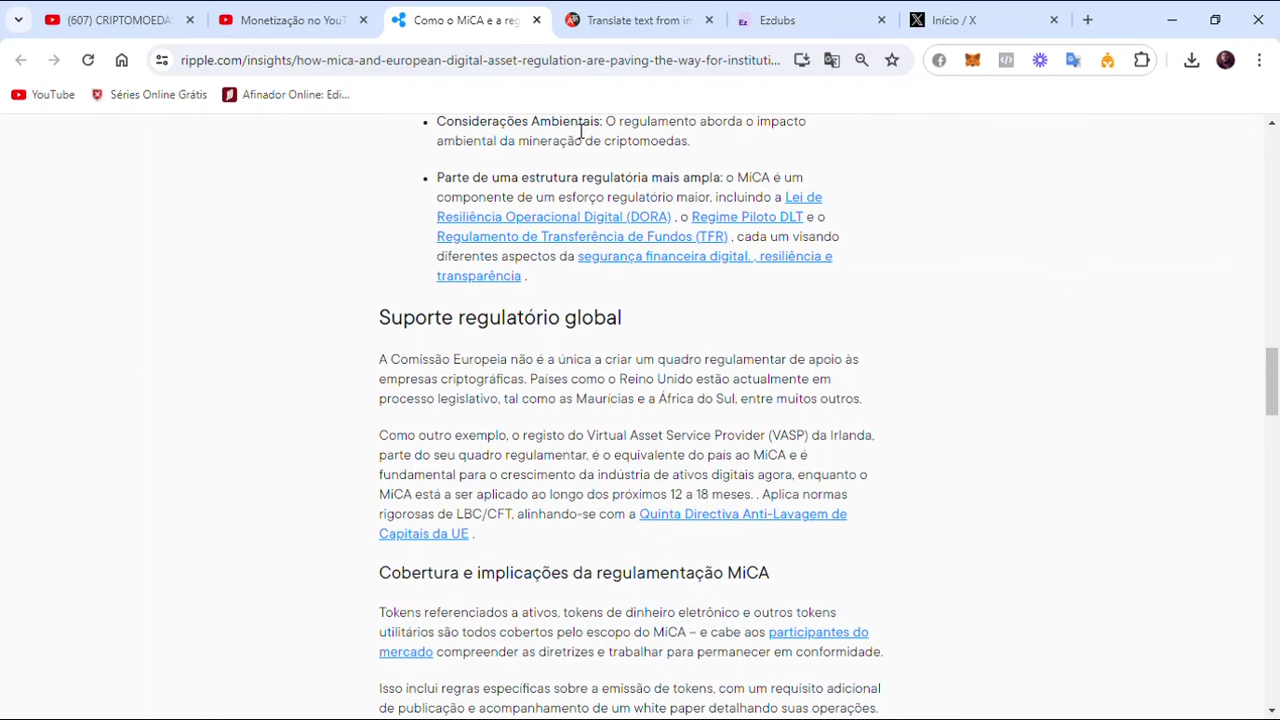 (607) CRIPTOMOEDA
Monetização no YouT
Como o MiCA e a reg
Translate text from im
Ezdubs
Início / X
ripple.com/insights/how-mica-and-european-digital-asset-regulation-are-paving-the-way-for-instituti...
YouTube
Séries Online Grátis
Afinador Online: Edi...
• Considerações Ambientais: O regulamento aborda o impacto
ambiental da mineração de criptomoedas.
• Parte de uma estrutura regulatória mais ampla: o MiCA é um
componente de um esforço regulatório maior, incluindo a Lei de
Resiliência Operacional Digital (DORA) , o Regime Piloto DLT e o
Regulamento de Transferência de Fundos (TFR) , cada um visando
diferentes aspectos da segurança financeira digital. , resiliência e
transparência .
Suporte regulatório global
A Comissão Europeia não é a única a criar um quadro regulamentar de apoio às
empresas criptográficas. Países como o Reino Unido estão actualmente em
processo legislativo, tal como as Maurícias e a África do Sul, entre muitos outros.
Como outro exemplo, o registo do Virtual Asset Service Provider (VASP) da Irlanda,
parte do seu quadro regulamentar, é o equivalente do país ao MiCA e é
fundamental para o crescimento da indústria de ativos digitais agora, enquanto o
MiCA está a ser aplicado ao longo dos próximos 12 a 18 meses. . Aplica normas
rigorosas de LBC/CFT, alinhando-se com a Quinta Directiva Anti-Lavagem de
Capitais da UE .
Cobertura e implicações da regulamentação MiCA
Tokens referenciados a ativos, tokens de dinheiro eletrônico e outros tokens
utilitários são todos cobertos pelo escopo do MiCA – e cabe aos participantes do
mercado compreender as diretrizes e trabalhar para permanecer em conformidade.
Isso inclui regras específicas sobre a emissão de tokens, com um requisito adicional
de publicação e acompanhamento de um white paper detalhando suas operações.